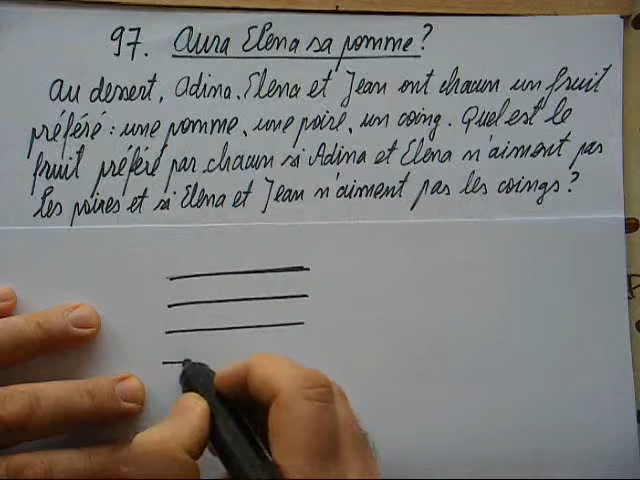 97. Aura Elena sa pomme?
Au dessert, Adina, Elena et Jean ont chacun un fruit
préféré : une pomme, une poire, un coing. Quel est le
fruit préféré par chacun si Adina et Elena n'aiment pas
les poires et si Elena et Jean n'aiment pas les coings?